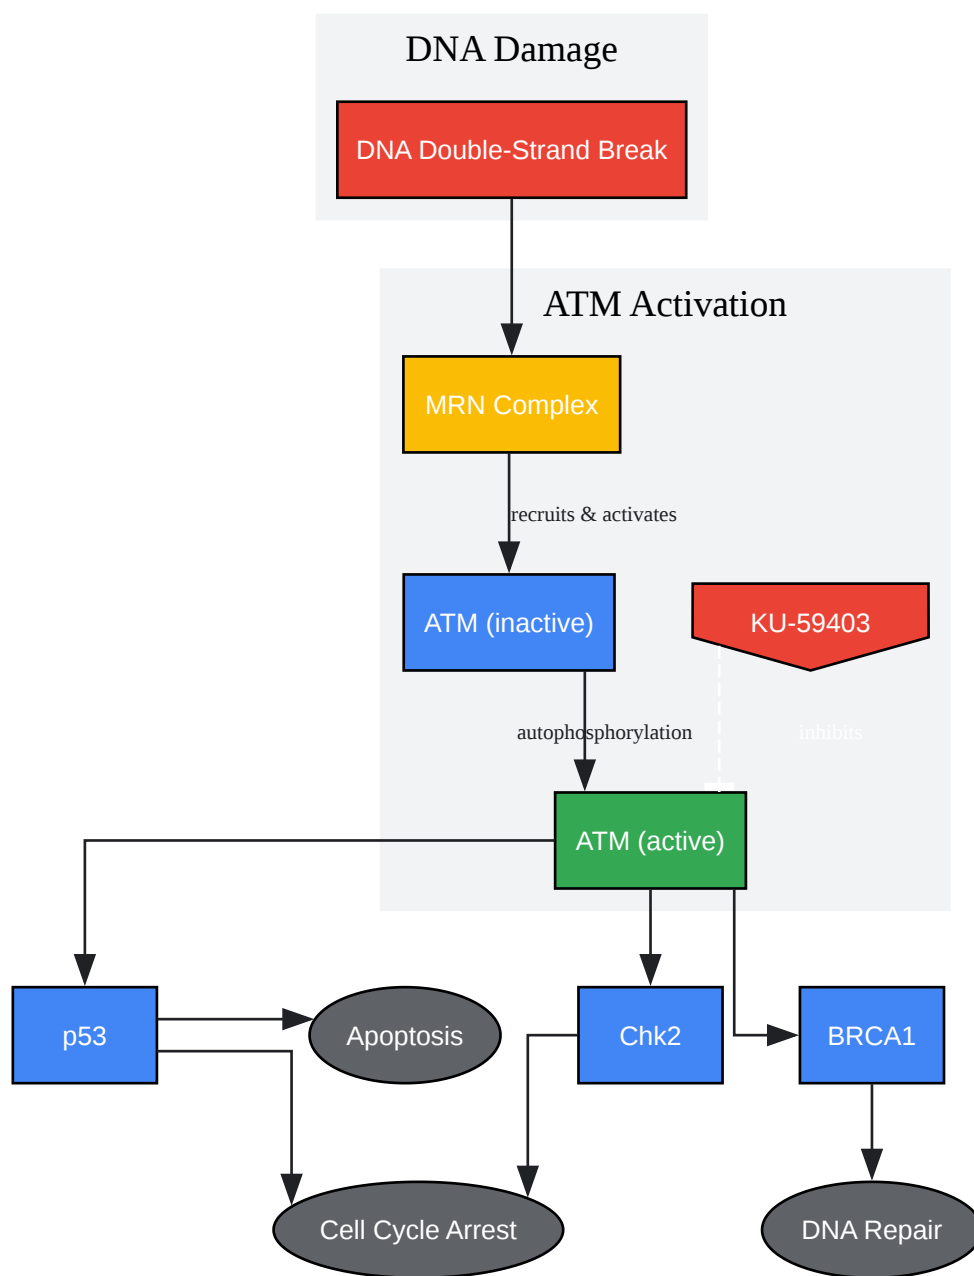 DNA Damage
DNA Double-Strand Break
ATM Activation
MRN Complex
recruits & activates
ATM (inactive)
KU-59403
autophosphorylation
inhibits
ATM (active)
p53
Apoptosis
Chk2
BRCA1
Cell Cycle Arrest
DNA Repair